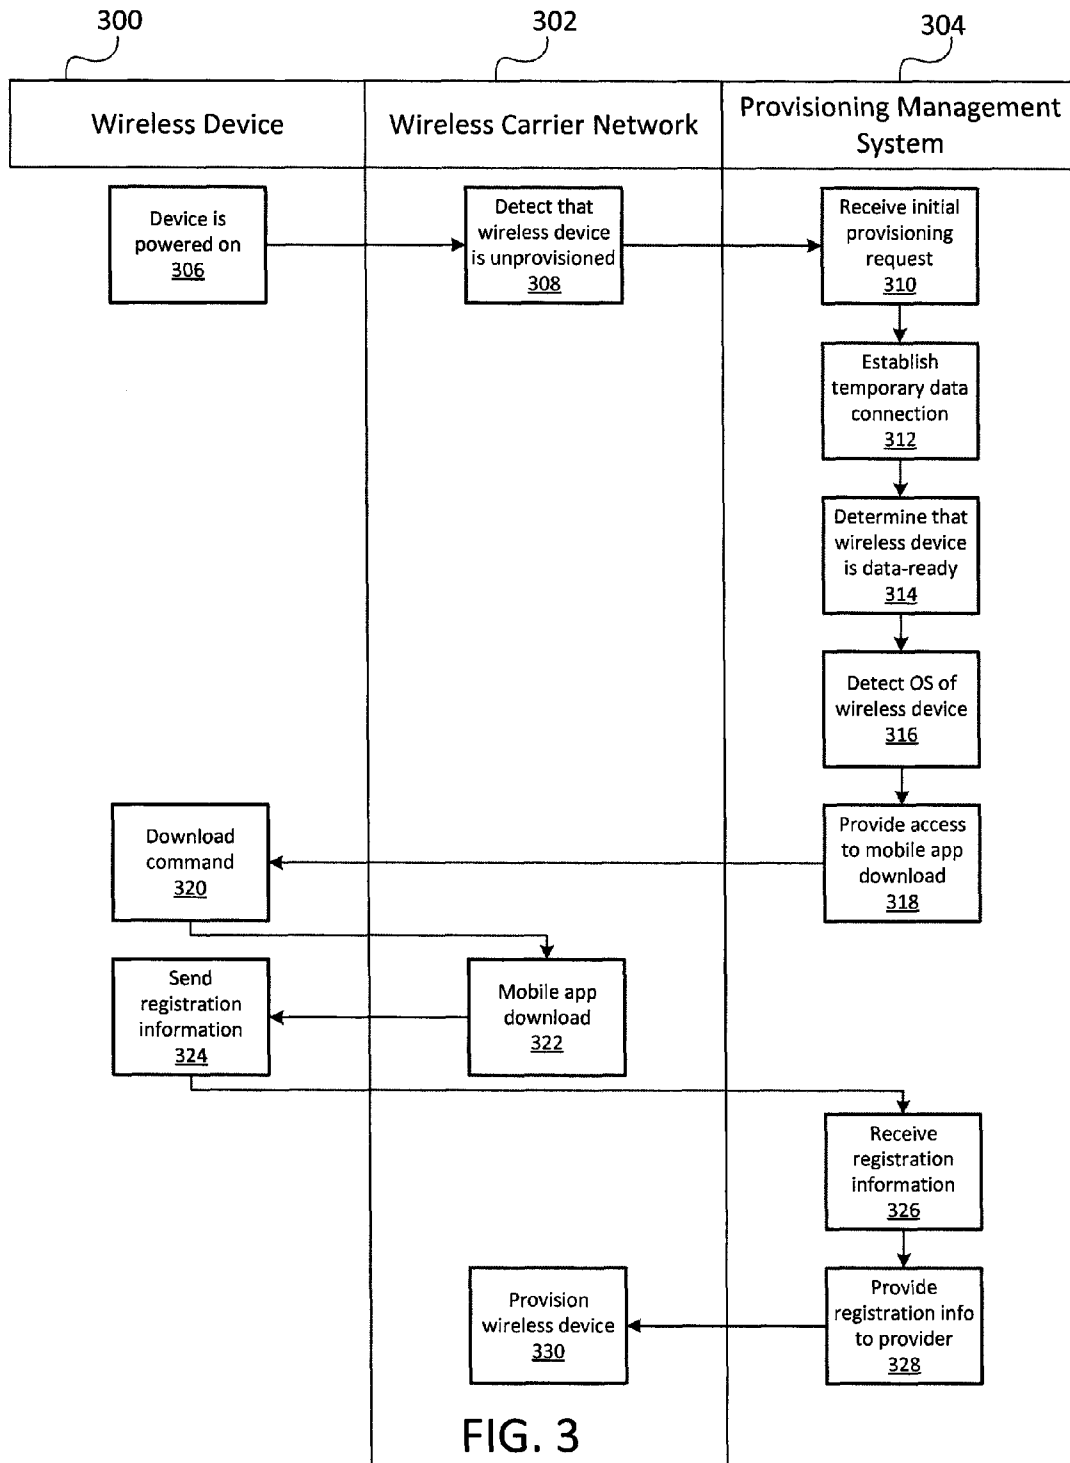 300
302
304
Wireless Device
Wireless Carrier Network
Provisioning Management
System
Device is
powered on
306
Detect that
wireless device
is unprovisioned
308
Receive initial
provisioning
request
310
Establish
temporary data
connection
312
Determine that
wireless device
is data-ready
314
Detect OS of
wireless device
316
Provide access
to mobile app
download
318
Download
command
320
Mobile app
download
322
Send
registration
information
324
Receive
registration
information
326
Provide
registration info
to provider
328
Provision
wireless device
330
FIG. 3